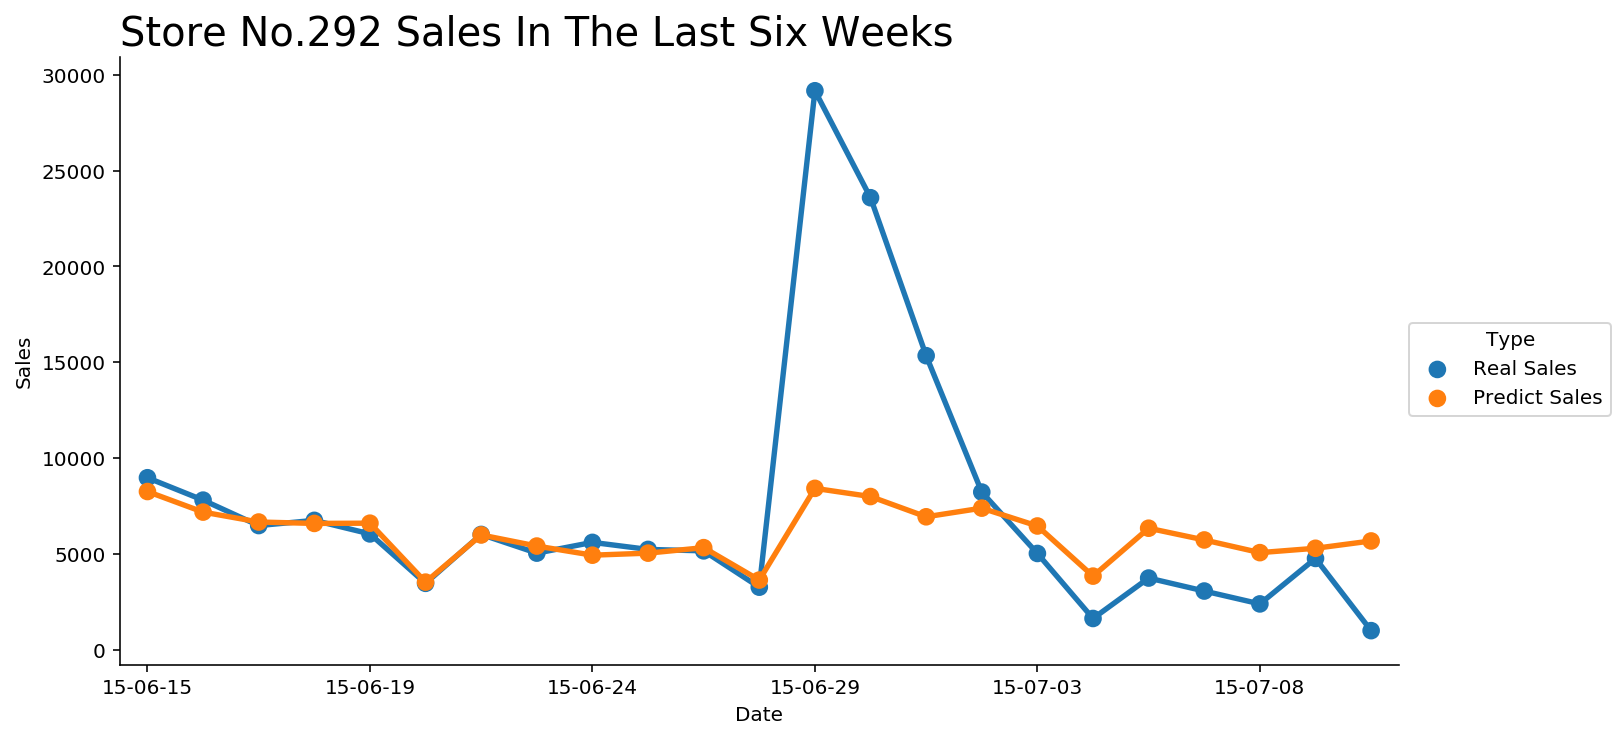 Store No.292 Sales In The Last Six Weeks
30000
25000
20000
15000
10000
5000
0
Sales
15-06-15 15-06-19 15-06-24 15-06-29 15-07-03 15-07-08
Date
Type
Real Sales
Predict Sales